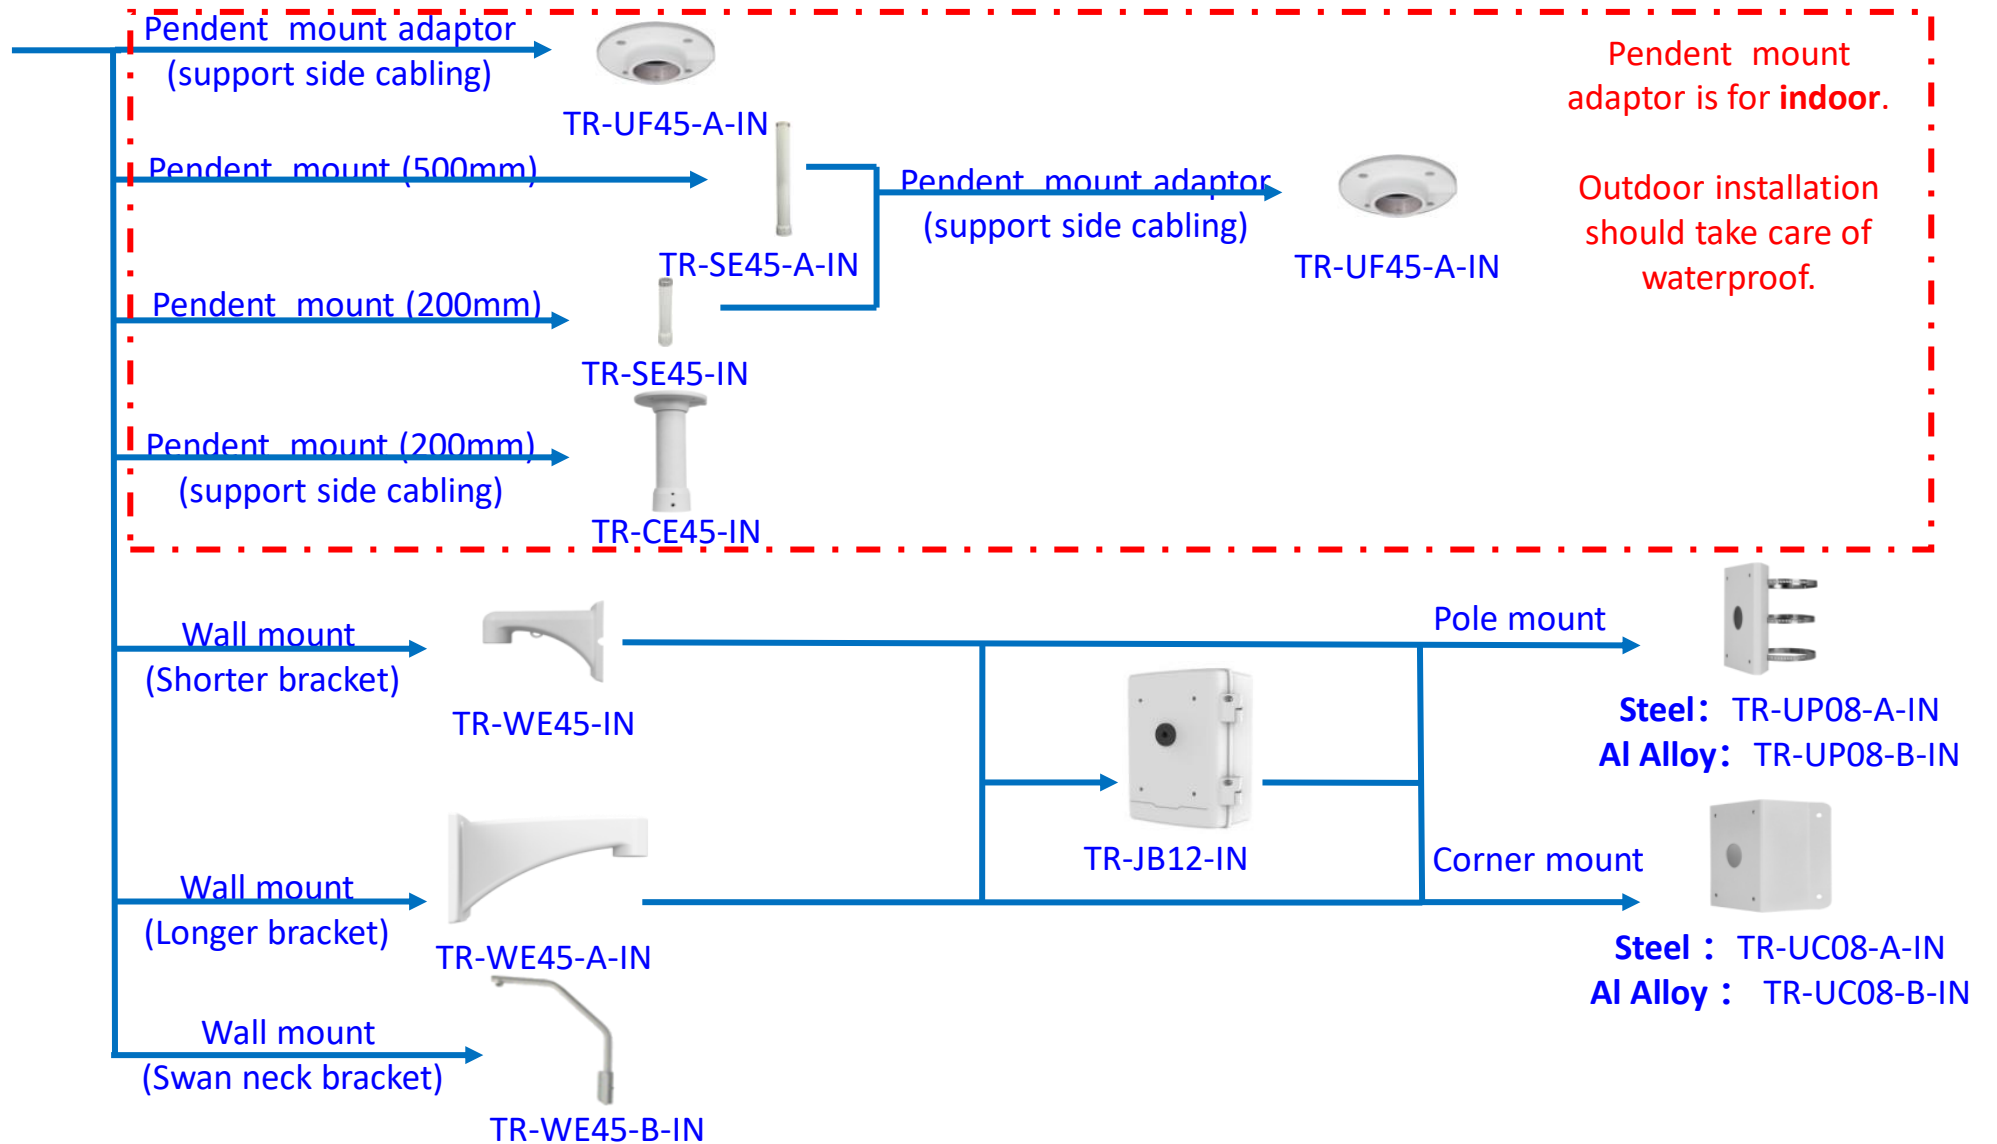 Pendent mount adaptor
(support side cabling)
TR-UF45-A-IN
Pendent mount
adaptor is for indoor.
Outdoor installation
should take care of
waterproof.
Pendent mount (500mm)
TR-SE45-A-IN
Pendent mount adaptor
(support side cabling)
TR-UF45-A-IN
Pendent mount (200mm)
TR-SE45-IN
Pendent mount (200mm)
(support side cabling)
TR-CE45-IN
Wall mount
(Shorter bracket)
TR-WE45-IN
Pole mount
Steel： TR-UP08-A-IN
Al Alloy： TR-UP08-B-IN
TR-JB12-IN
Wall mount
(Longer bracket)
TR-WE45-A-IN
Corner mount
Steel ： TR-UC08-A-IN
Al Alloy ： TR-UC08-B-IN
Wall mount
(Swan neck bracket)
TR-WE45-B-IN